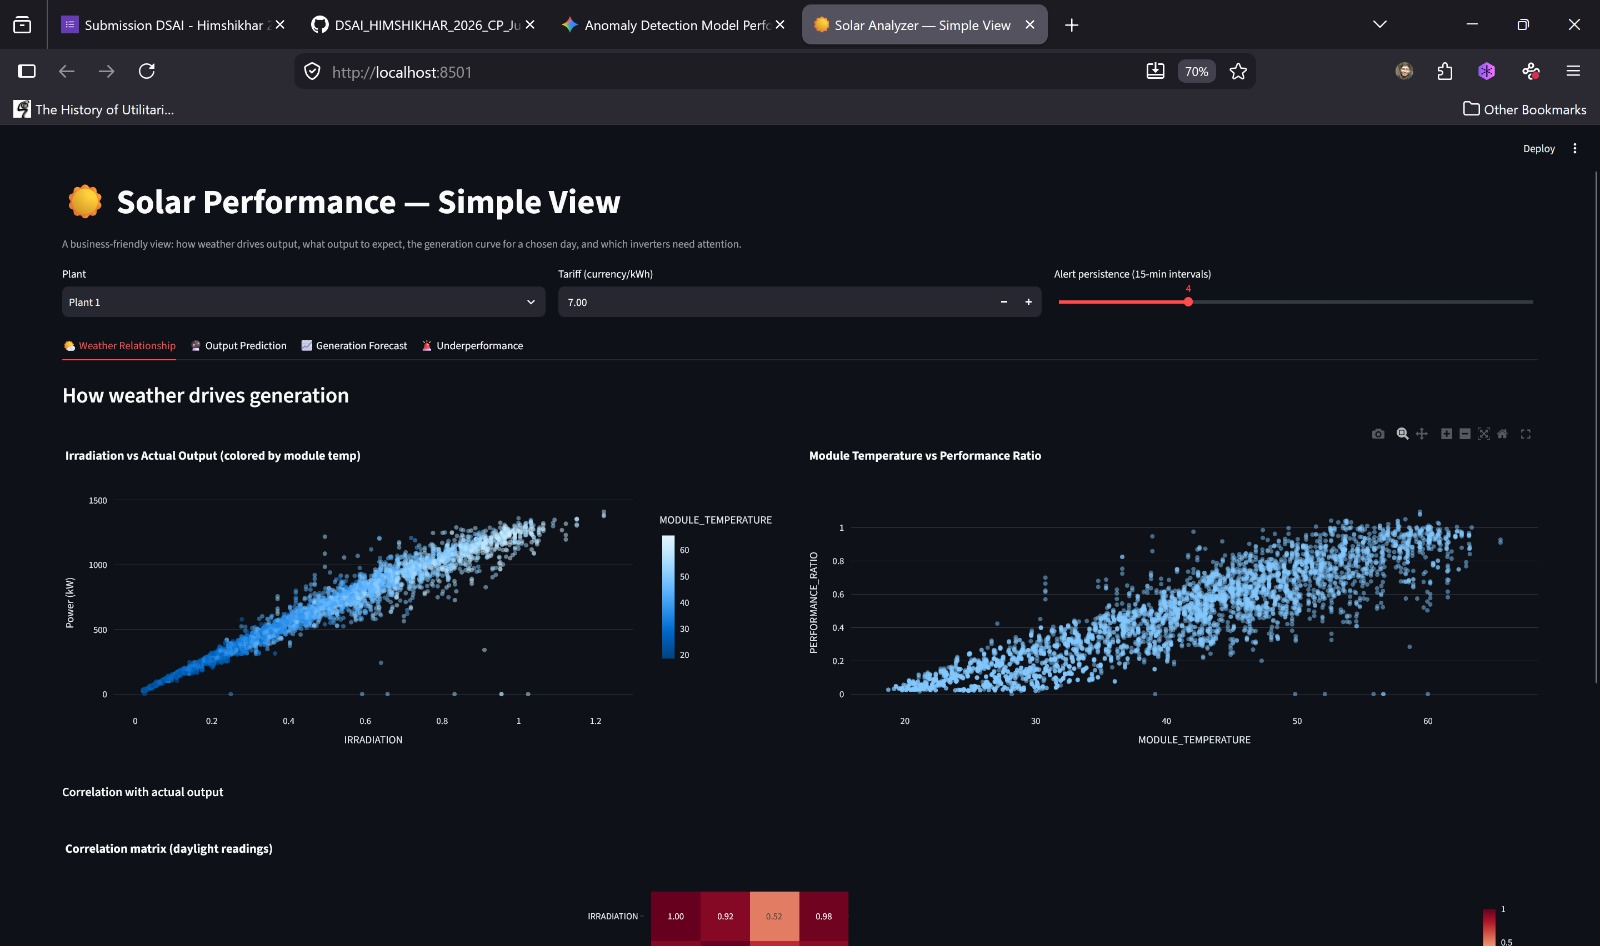 Submission DSAI - Himshikhar 2
DSAI_HIMSHIKHAR_2026_CP_Ju
Anomaly Detection Model Perfo
Solar Analyzer — Simple View
http://localhost:8501
70%
The History of Utilitari...
Other Bookmarks
Deploy
Solar Performance — Simple View
A business-friendly view: how weather drives output, what output to expect, the generation curve for a chosen day, and which inverters need attention.
Plant
Tariff (currency/kWh)
Alert persistence (15-min intervals)
Plant 1
7.00
4
Weather Relationship
Output Prediction
Generation Forecast
Underperformance
How weather drives generation
Irradiation vs Actual Output (colored by module temp)
1500
1000
500
0
Power (kW)
0 0.2 0.4 0.6 0.8 1 1.2
IRRADIATION
MODULE_TEMPERATURE
60
50
40
30
20
Module Temperature vs Performance Ratio
1
0.8
0.6
0.4
0.2
0
PERFORMANCE_RATIO
20 30 40 50 60
MODULE_TEMPERATURE
Correlation with actual output
Correlation matrix (daylight readings)
IRRADIATION 1.00 0.92 0.52 0.98
1
0.5